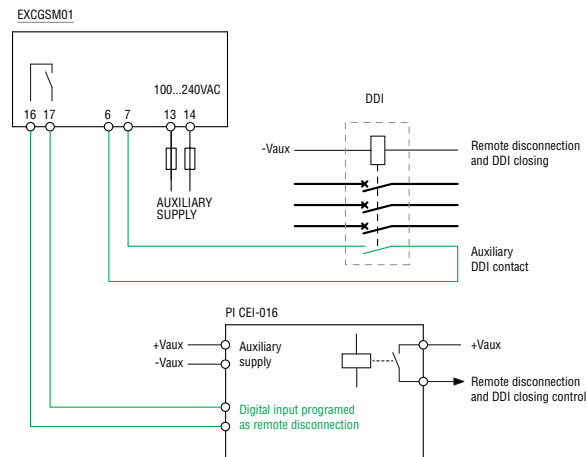 EXCGSM01
100...240VAC
16 17 6 7 13 14
AUXILIARY
SUPPLY
DDI
-Vaux
Remote disconnection
and DDI closing
Auxiliary
DDI contact
PI CEI-016
+Vaux
-Vaux
Auxiliary
supply
+Vaux
Remote disconnection
and DDI closing control
Digital input programed
as remote disconnection